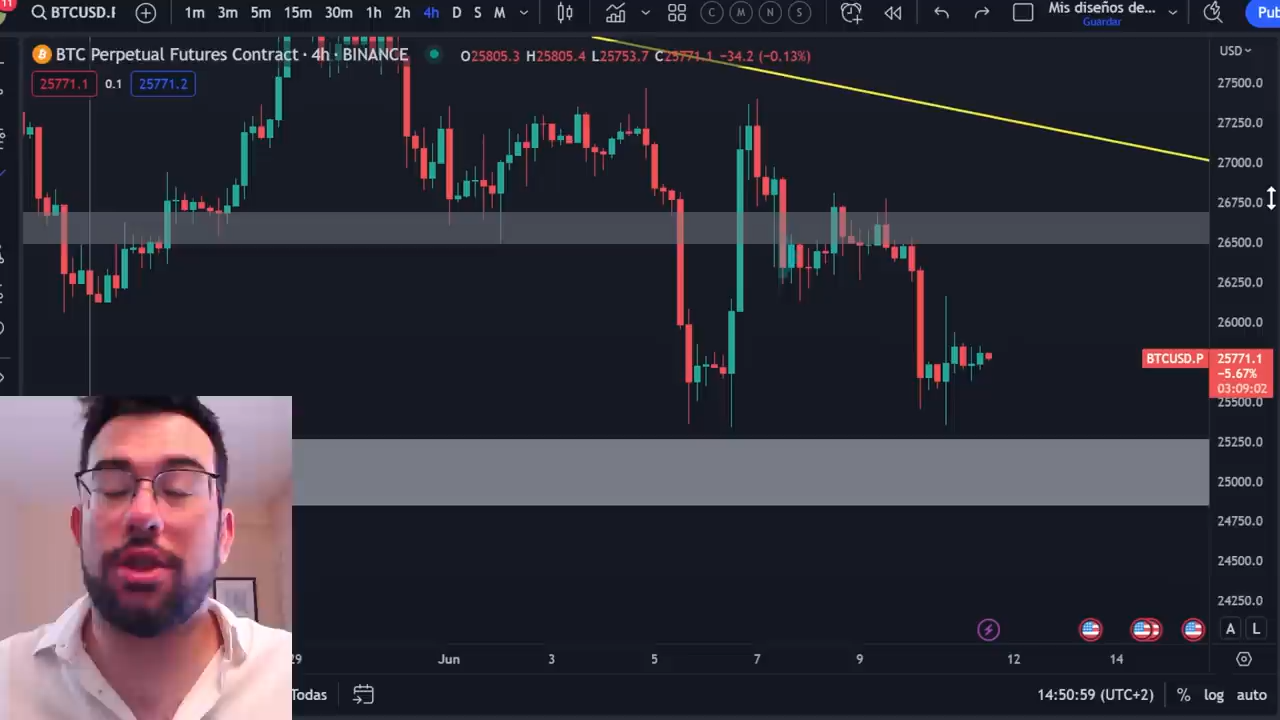 11
BTCUSD.F 1m 3m 5m 15m 30m 1h 2h 4h D S M C M N S Mis diseños de... Pub
Guardar
BTC Perpetual Futures Contract · 4h · BINANCE O25805.3 H25805.4 L25753.7 C25771.1 −34.2 (−0.13%) USD
25771.1 0.1 25771.2
27500.0
27250.0
27000.0
26750.0
26500.0
26250.0
26000.0
BTCUSD.P 25771.1
−5.67%
03:09:02
25500.0
25250.0
25000.0
24750.0
24500.0
24250.0
A L
29 Jun 3 5 7 9 12 14
Todas 14:50:59 (UTC+2) % log auto